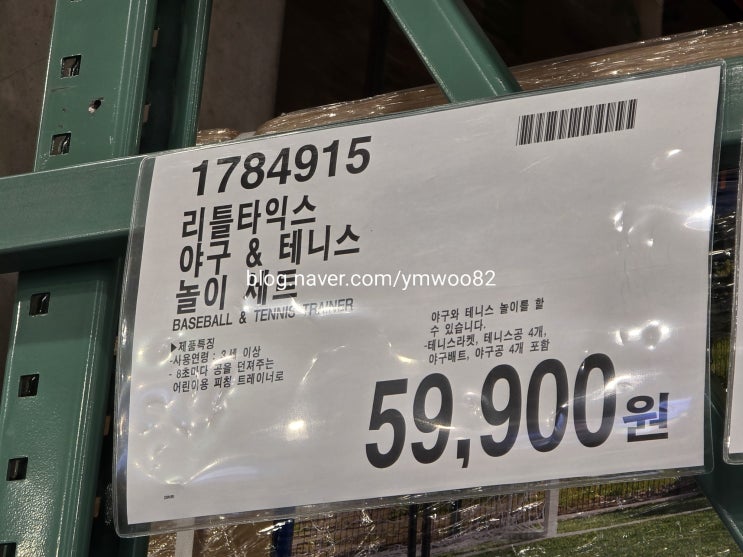 1784915
리틀타익스
야구 & 테니스
놀이 세트
blog.naver.com/ymwoo82
BASEBALL & TENNIS TRAINER
▶제품특징
-사용연령 : 3세 이상
- 8초마다 공을 던져주는
어린이용 피칭 트레이너로
야구와 테니스 놀이를 할
수 있습니다.
-테니스라켓, 테니스공 4개,
야구배트, 야구공 4개 포함
59,900원